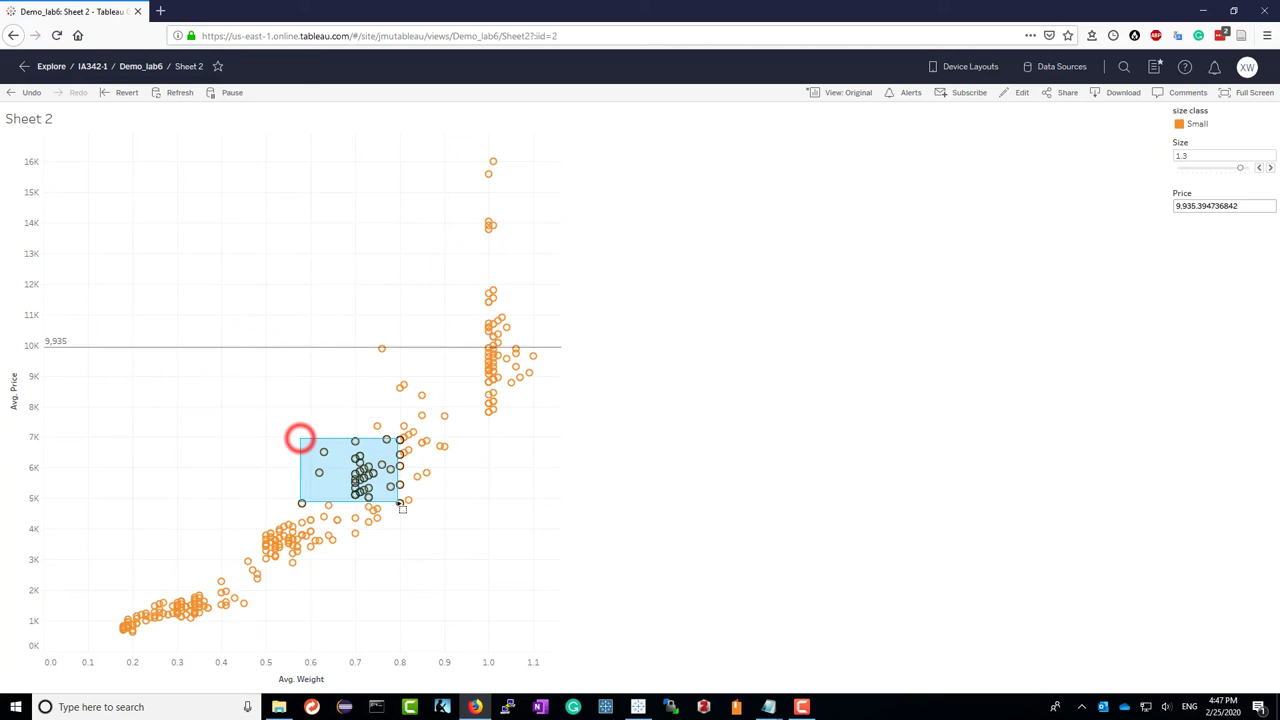 Demo_lab6: Sheet 2 - Tableau
https://us-east-1.online.tableau.com/#/site/jmutableau/views/Demo_lab6/Sheet2?:iid=2
2
Explore / IA342-1 / Demo_lab6 / Sheet 2
Device Layouts
Data Sources
XW
Undo
Redo
Revert
Refresh
Pause
View: Original
Alerts
Subscribe
Edit
Share
Download
Comments
Full Screen
Sheet 2
size class
Small
Size
1.3
Price
9,935.394736842
16K
15K
14K
13K
12K
11K
10K
9K
8K
7K
6K
5K
4K
3K
2K
1K
0K
9,935
Avg. Price
0.0 0.1 0.2 0.3 0.4 0.5 0.6 0.7 0.8 0.9 1.0 1.1
Avg. Weight
Type here to search
ENG
4:47 PM
2/25/2020